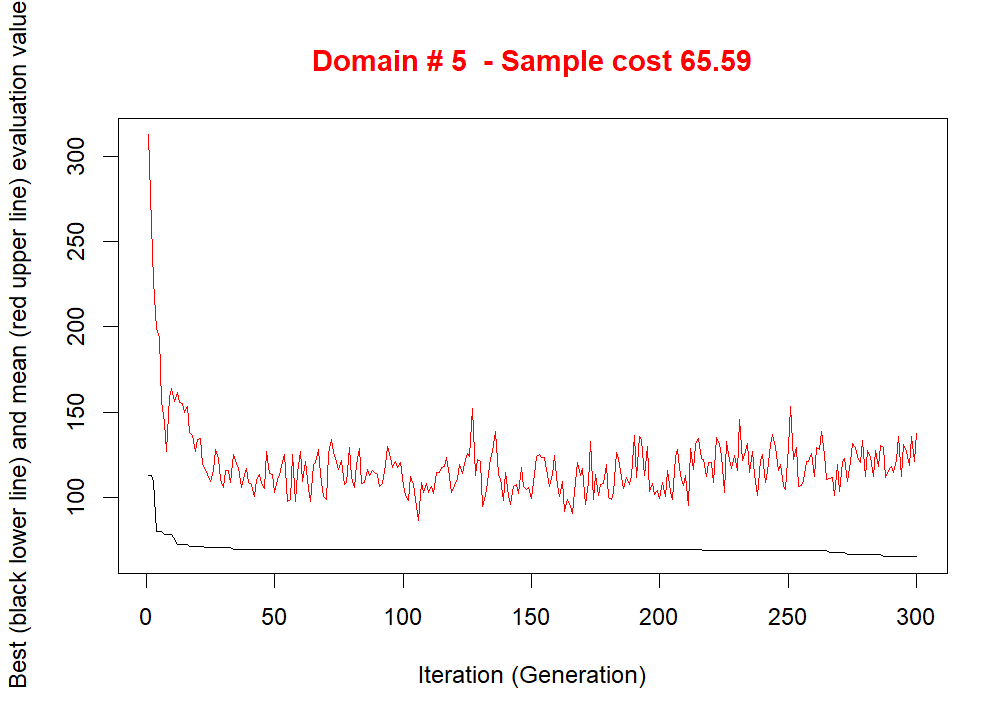 Domain # 5  - Sample cost 65.59
Best (black lower line) and mean (red upper line) evaluation value
300
250
200
150
100
0 50 100 150 200 250 300
Iteration (Generation)